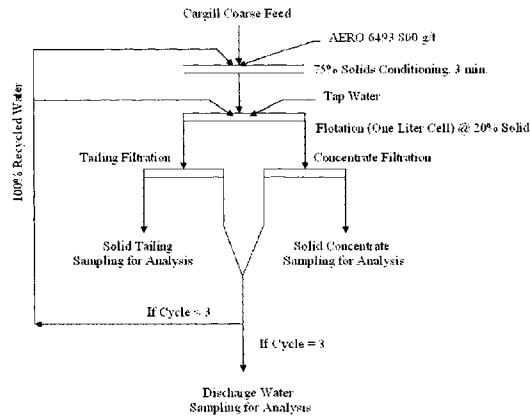 Cargill Coarse Feed
AERO 6493 800 g/t
75% Solids Conditioning, 3 min.
Tap Water
Flotation (One Liter Cell) @ 20% Solid
Tailing Filtration
Concentrate Filtration
100% Recycled Water
Solid Tailing
Sampling for Analysis
Solid Concentrate
Sampling for Analysis
If Cycle < 3
If Cycle = 3
Discharge Water
Sampling for Analysis